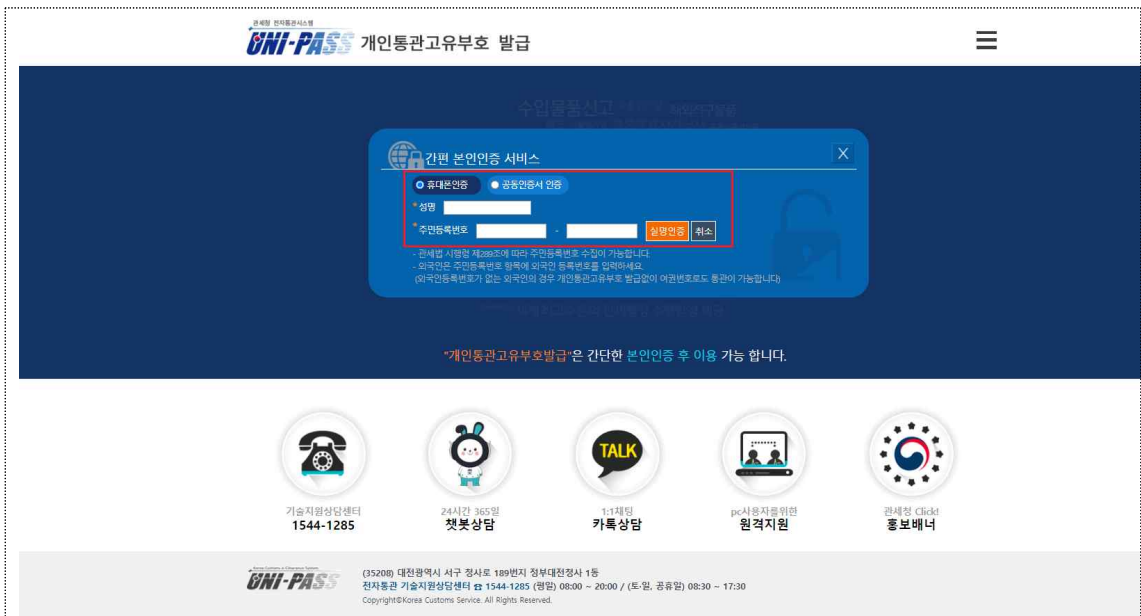 관세청 전자통관시스템
UNI-PASS 개인통관고유부호 발급
수입물품신고
간편 본인인증 서비스
X
휴대폰인증 공동인증서 인증
*성명
*주민등록번호 - 실명인증 취소
- 관세법 시행령 제289조에 따라 주민등록번호 수집이 가능합니다.
- 외국인은 주민등록번호 항목에 외국인 등록번호를 입력하세요.
(외국인등록번호가 없는 외국인의 경우 개인통관고유부호 발급없이 여권번호로도 통관이 가능합니다)
"개인통관고유부호발급"은 간단한 본인인증 후 이용 가능 합니다.
TALK
기술지원상담센터
1544-1285
24시간 365일
챗봇상담
1:1채팅
카톡상담
pc사용자를위한
원격지원
관세청 Click!
홍보배너
UNI-PASS
(35208) 대전광역시 서구 청사로 189번지 정부대전청사 1동
전자통관 기술지원상담센터 ☎ 1544-1285 (평일) 08:00 ~ 20:00 / (토·일, 공휴일) 08:30 ~ 17:30
Copyright©Korea Customs Service. All Rights Reserved.